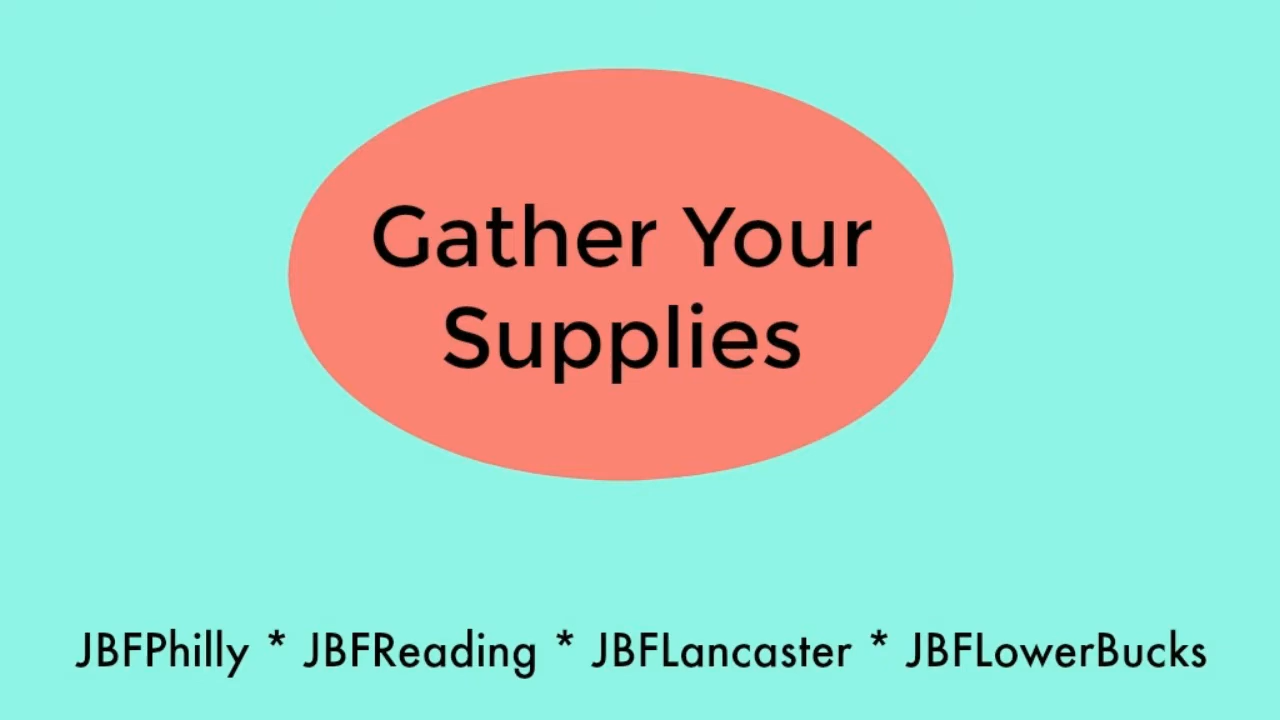 Gather Your
Supplies
JBFPhilly * JBFReading * JBFLancaster * JBFLowerBucks